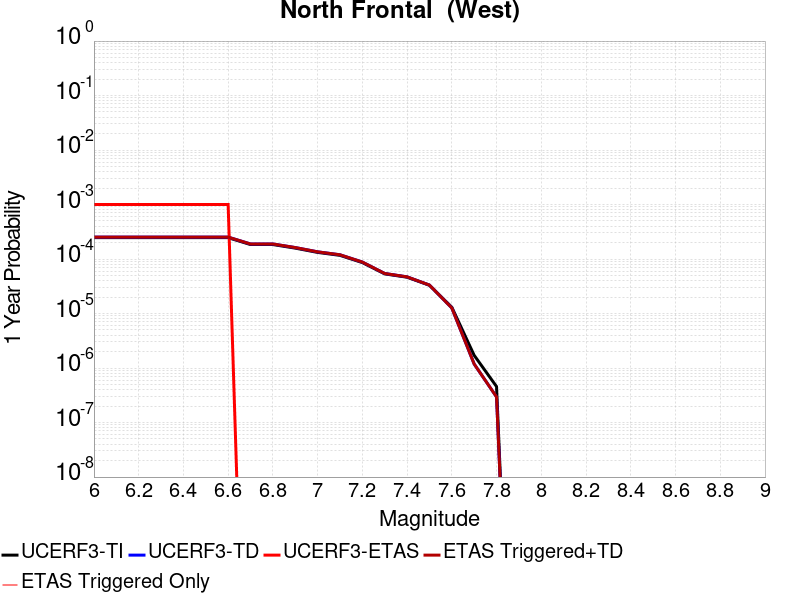 North Frontal  (West)
1 Year Probability
10^0
10^-1
10^-2
10^-3
10^-4
10^-5
10^-6
10^-7
10^-8
6 6.2 6.4 6.6 6.8 7 7.2 7.4 7.6 7.8 8 8.2 8.4 8.6 8.8 9
Magnitude
UCERF3-TI UCERF3-TD UCERF3-ETAS ETAS Triggered+TD
ETAS Triggered Only